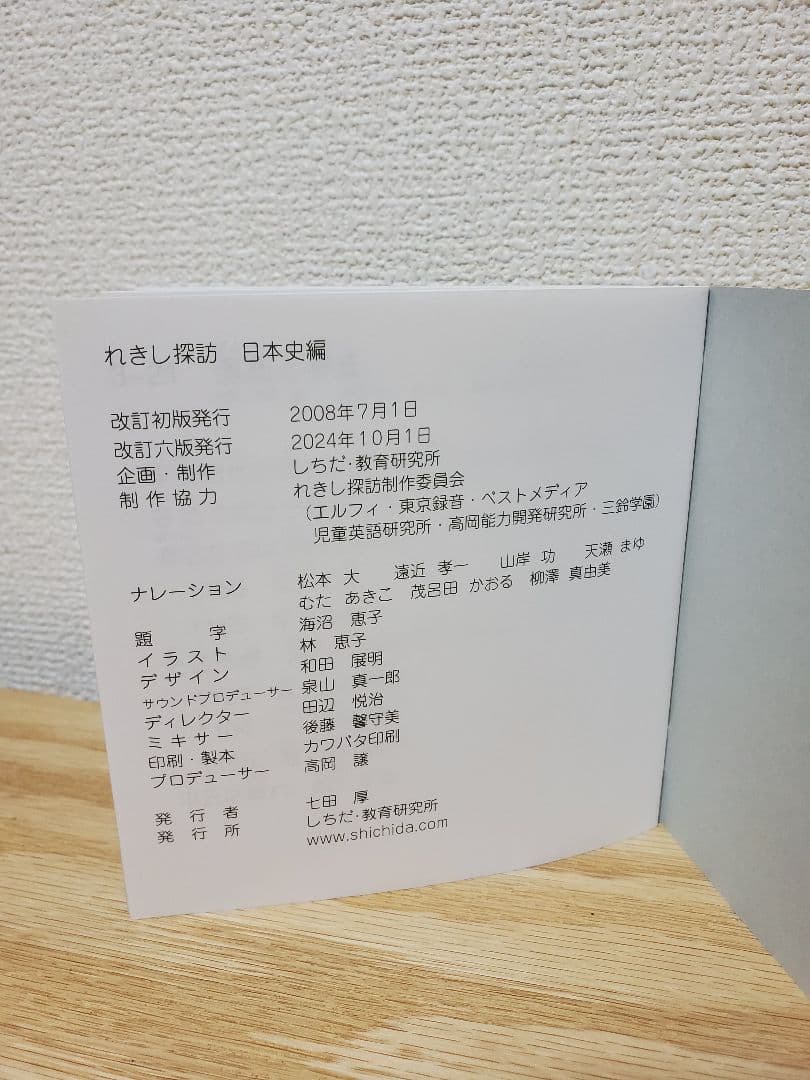 れきし探訪 日本史編
改訂初版発行 2008年7月1日
改訂六版発行 2024年10月1日
企画・制作 しちだ・教育研究所
制作協力 れきし探訪制作委員会
(エルフィ・東京録音・ベストメディア
児童英語研究所・高岡能力開発研究所・三鈴学園)
ナレーション 松本 大 遠近 孝一 山岸 功 天瀬 まゆ
むた あきこ 茂呂田 かおる 柳澤 真由美
題字 海沼 恵子
イラスト 林 恵子
デザイン 和田 展明
サウンドプロデューサー 泉山 真一郎
ディレクター 田辺 悦治
ミキサー 後藤 馨守美
印刷・製本 カワバタ印刷
プロデューサー 高岡 譲
発行者 七田 厚
発行所 しちだ・教育研究所
www.shichida.com